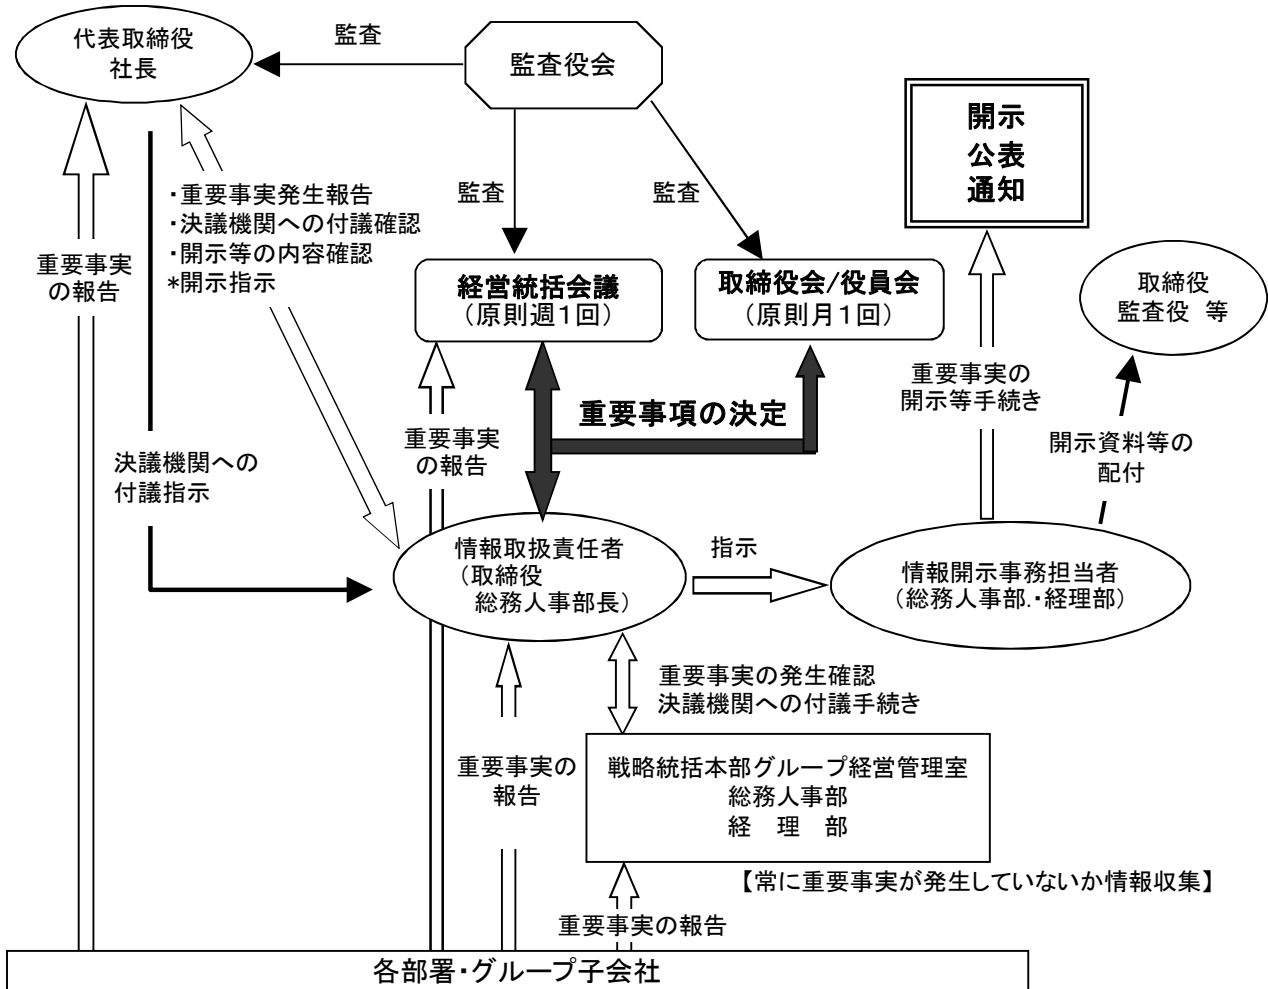 代表取締役
社長
監査
監査役会
開示
公表
通知
監査
監査
・重要事実発生報告
・決議機関への付議確認
・開示等の内容確認
*開示指示
重要事実
の報告
経営統括会議
（原則週1回）
取締役会/役員会
（原則月1回）
取締役
監査役　等
重要事実の
開示等手続き
重要事項の決定
重要事実
の報告
開示資料等の
配付
決議機関への
付議指示
情報取扱責任者
（取締役
総務人事部長）
指示
情報開示事務担当者
（総務人事部.・経理部）
重要事実の発生確認
決議機関への付議手続き
重要事実の
報告
戦略統括本部グループ経営管理室
総務人事部
経　理　部
【常に重要事実が発生していないか情報収集】
重要事実の報告
各部署・グループ子会社